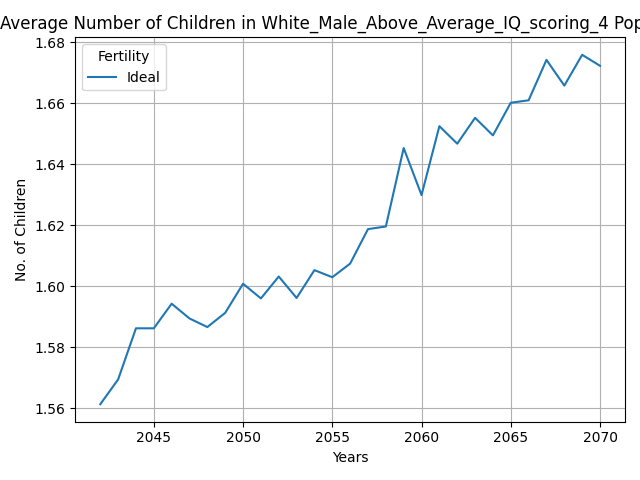 Average Number of Children in White_Male_Above_Average_IQ_scoring_4 Pop
Fertility
Ideal
No. of Children
1.68
1.66
1.64
1.62
1.60
1.58
1.56
2045 2050 2055 2060 2065 2070
Years